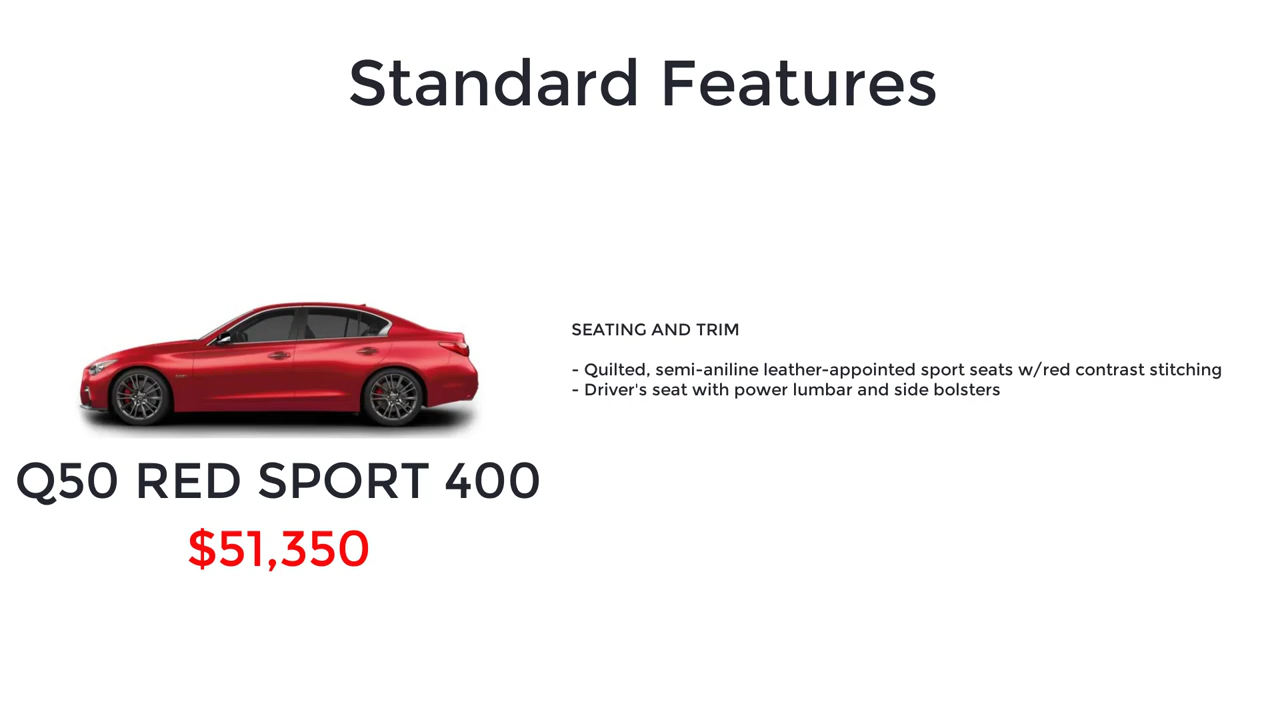 Standard Features
SEATING AND TRIM
- Quilted, semi-aniline leather-appointed sport seats w/red contrast stitching
- Driver's seat with power lumbar and side bolsters
Q50 RED SPORT 400
$51,350